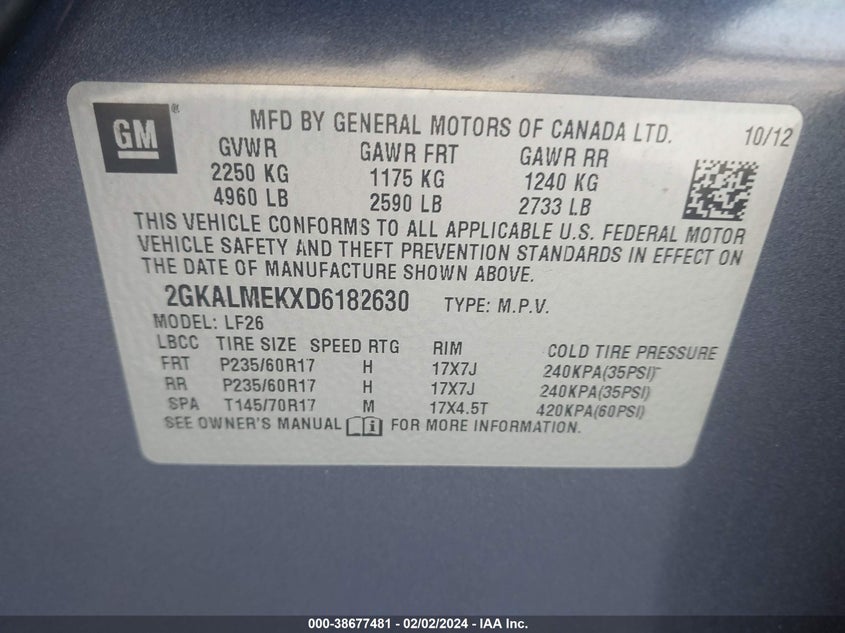 GM®
MFD BY GENERAL MOTORS OF CANADA LTD. 10/12
GVWR GAWR FRT GAWR RR
2250 KG 1175 KG 1240 KG
4960 LB 2590 LB 2733 LB
THIS VEHICLE CONFORMS TO ALL APPLICABLE U.S. FEDERAL MOTOR
VEHICLE SAFETY AND THEFT PREVENTION STANDARDS IN EFFECT ON
THE DATE OF MANUFACTURE SHOWN ABOVE.
2GKALMEKXD6182630 TYPE: M.P.V.
MODEL: LF26
LBCC TIRE SIZE SPEED RTG RIM COLD TIRE PRESSURE
FRT P235/60R17 H 17X7J 240KPA(35PSI)
RR P235/60R17 H 17X7J 240KPA(35PSI)
SPA T145/70R17 M 17X4.5T 420KPA(60PSI)
SEE OWNER'S MANUAL i FOR MORE INFORMATION.
000-38677481 - 02/02/2024 - IAA Inc.